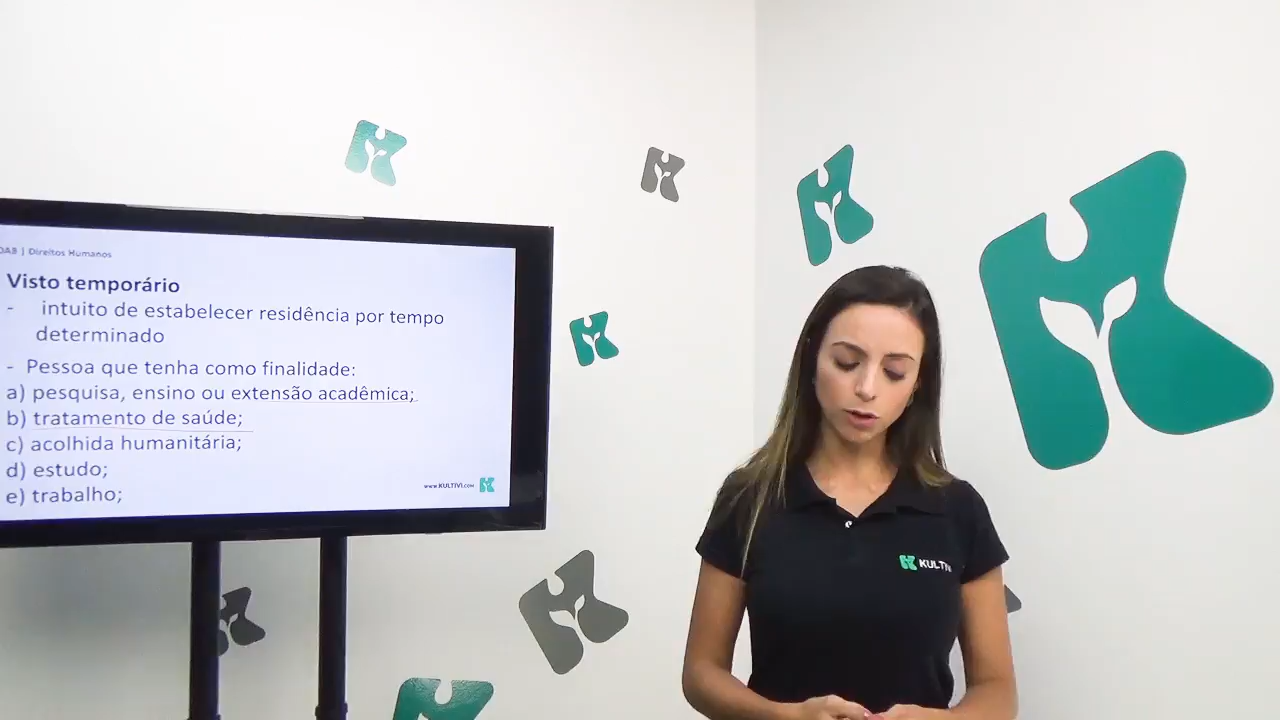 OAB | Direitos Humanos
Visto temporário
- intuito de estabelecer residência por tempo
determinado
- Pessoa que tenha como finalidade:
a) pesquisa, ensino ou extensão acadêmica;
b) tratamento de saúde;
c) acolhida humanitária;
d) estudo;
e) trabalho;
www.KULTIVI.COM
KULTIVI